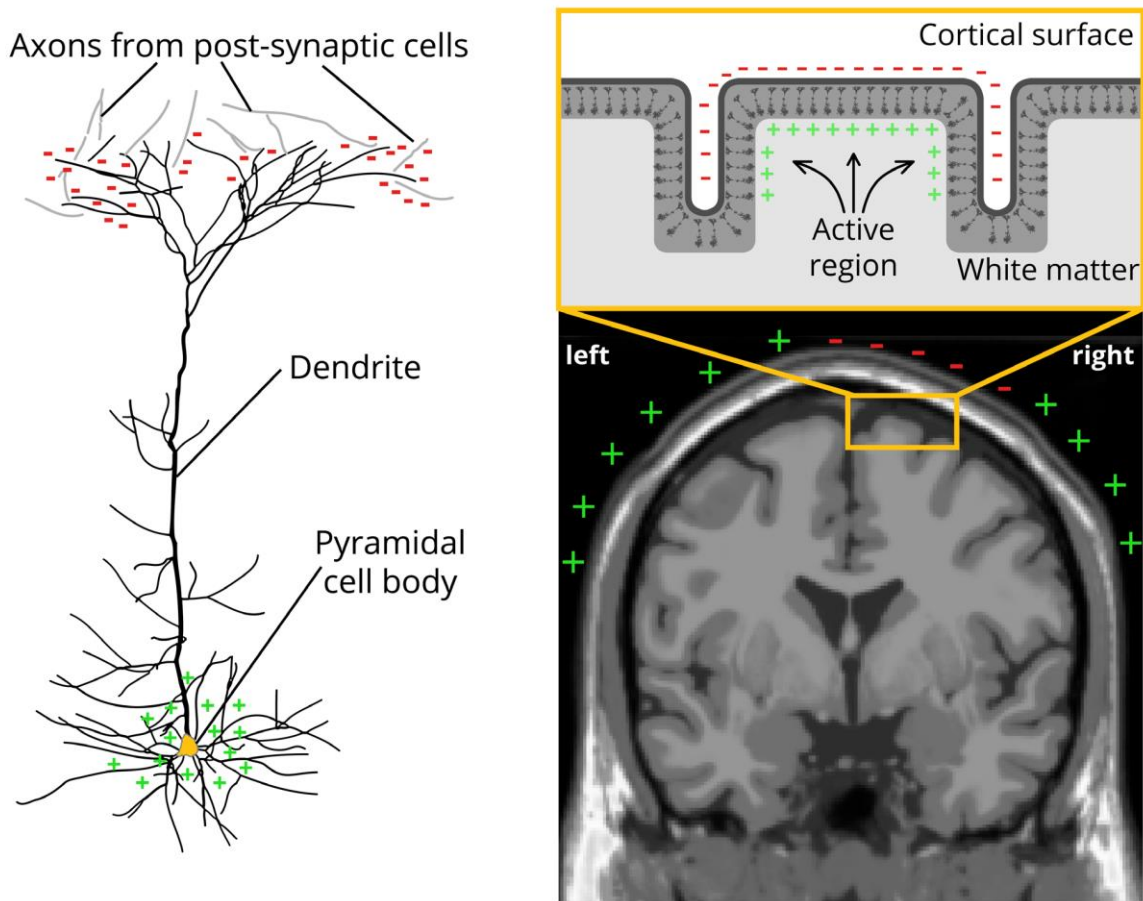 Axons from post-synaptic cells
Dendrite
Pyramidal
cell body
Cortical surface
Active
region
White matter
left
right